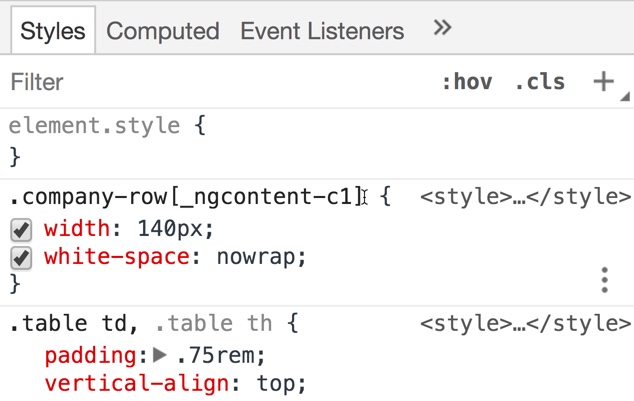 Styles Computed Event Listeners »
Filter :hov .cls +
element.style {
}
.company-row[_ngcontent-c1] { <style>…</style>
width: 140px;
white-space: nowrap;
}
.table td, .table th { <style>…</style>
padding:▶ .75rem;
vertical-align: top;